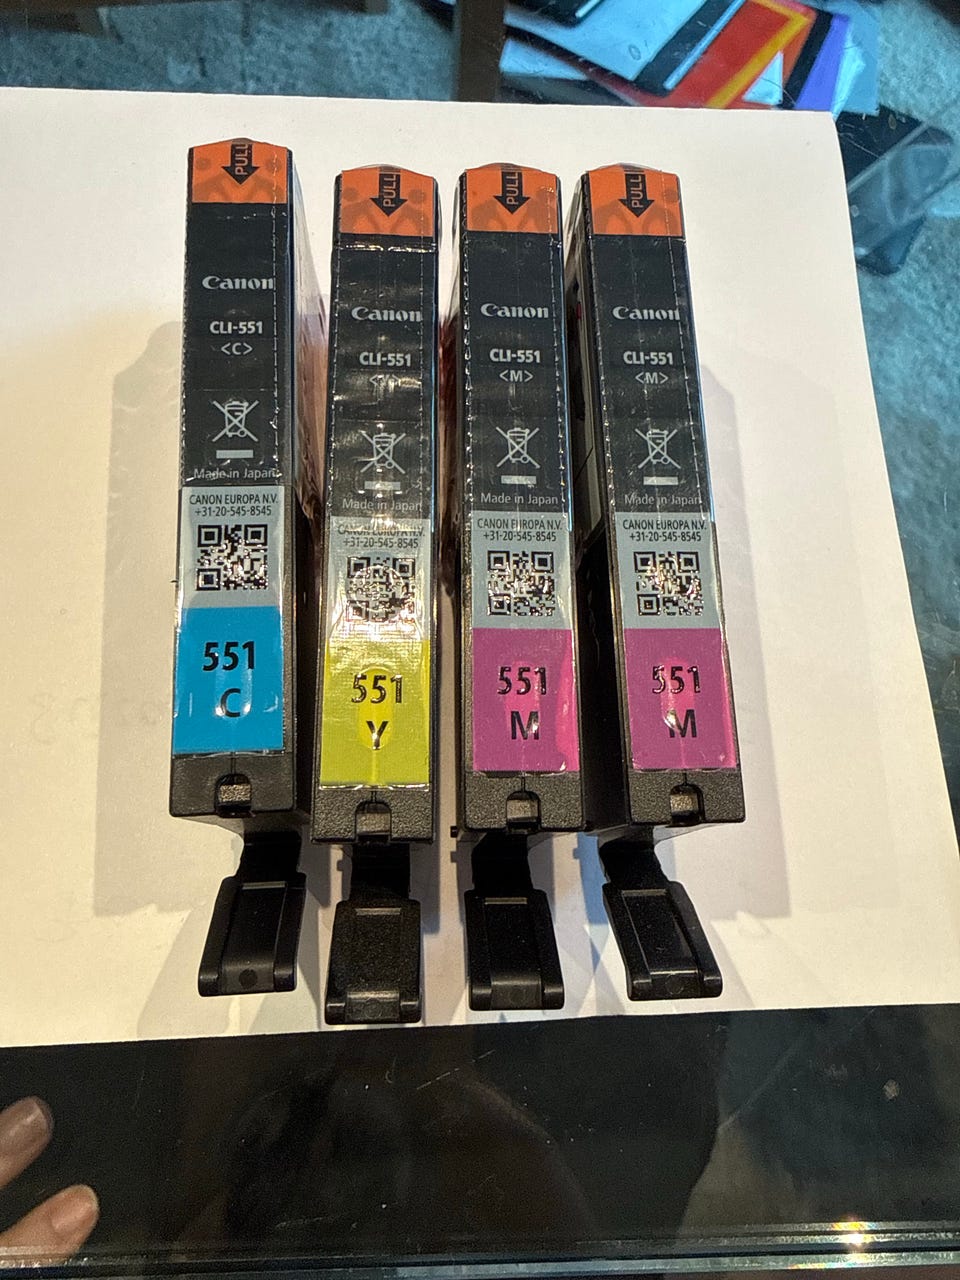 PULL
Canon
CLI-551
<C>
Made in Japan
CANON EUROPA N.V.
+31-20-545-8545
551
C
PULL
Canon
CLI-551
Made in Japan
CANON EUROPA N.V.
+31-20-545-8545
551
Y
PULL
Canon
CLI-551
<M>
Made in Japan
CANON EUROPA N.V.
+31-20-545-8545
551
M
PULL
Canon
CLI-551
<M>
Made in Japan
CANON EUROPA N.V.
+31-20-545-8545
551
M